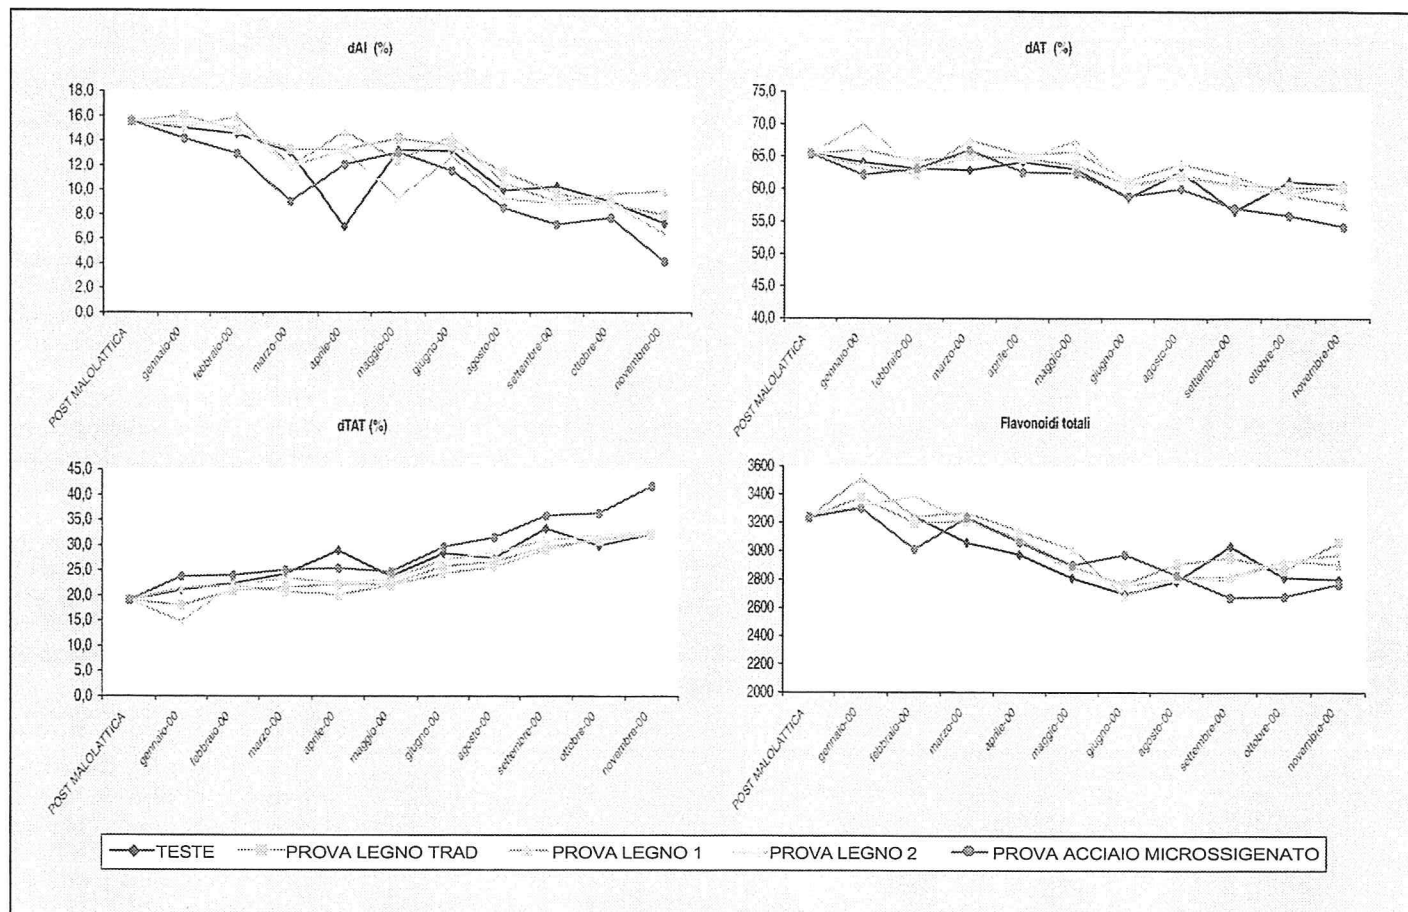 dAI (%)
18,0
16,0
14,0
12,0
10,0
8,0
6,0
4,0
2,0
0,0
POST MALOLATTICA
gennaio-00
febbraio-00
marzo-00
aprile-00
maggio-00
giugno-00
agosto-00
settembre-00
ottobre-00
novembre-00
dAT (%)
75,0
70,0
65,0
60,0
55,0
50,0
45,0
40,0
POST MALOLATTICA
gennaio-00
febbraio-00
marzo-00
aprile-00
maggio-00
giugno-00
agosto-00
settembre-00
ottobre-00
novembre-00
dTAT (%)
45,0
40,0
35,0
30,0
25,0
20,0
15,0
10,0
5,0
0,0
POST MALOLATTICA
gennaio-00
febbraio-00
marzo-00
aprile-00
maggio-00
giugno-00
agosto-00
settembre-00
ottobre-00
novembre-00
Flavonoidi totali
3600
3400
3200
3000
2800
2600
2400
2200
2000
POST MALOLATTICA
gennaio-00
febbraio-00
marzo-00
aprile-00
maggio-00
giugno-00
agosto-00
settembre-00
ottobre-00
novembre-00
TESTE PROVA LEGNO TRAD PROVA LEGNO 1 PROVA LEGNO 2 PROVA ACCIAIO MICROSSIGENATO